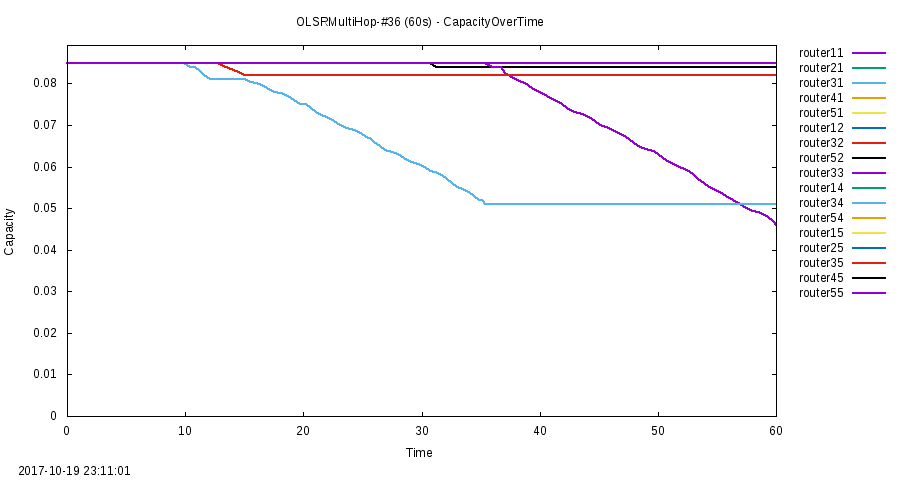 OLSRMultiHop-#36 (60s) - CapacityOverTime
router11
router21
router31
router41
router51
router12
router32
router52
router33
router14
router34
router54
router15
router25
router35
router45
router55
0.08
0.07
0.06
0.05
0.04
0.03
0.02
0.01
0
Capacity
0 10 20 30 40 50 60
Time
2017-10-19 23:11:01